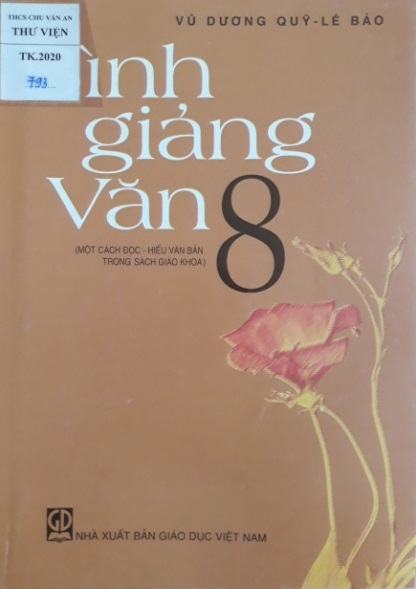 THCS CHU VĂN AN
THƯ VIỆN
TK.2020
793
VŨ DƯƠNG QUỸ-LÊ BẢO
ình
giảng
Văn 8
(MỘT CÁCH ĐỌC - HIỂU VĂN BẢN
TRONG SÁCH GIÁO KHOA)
GD
NHÀ XUẤT BẢN GIÁO DỤC VIỆT NAM